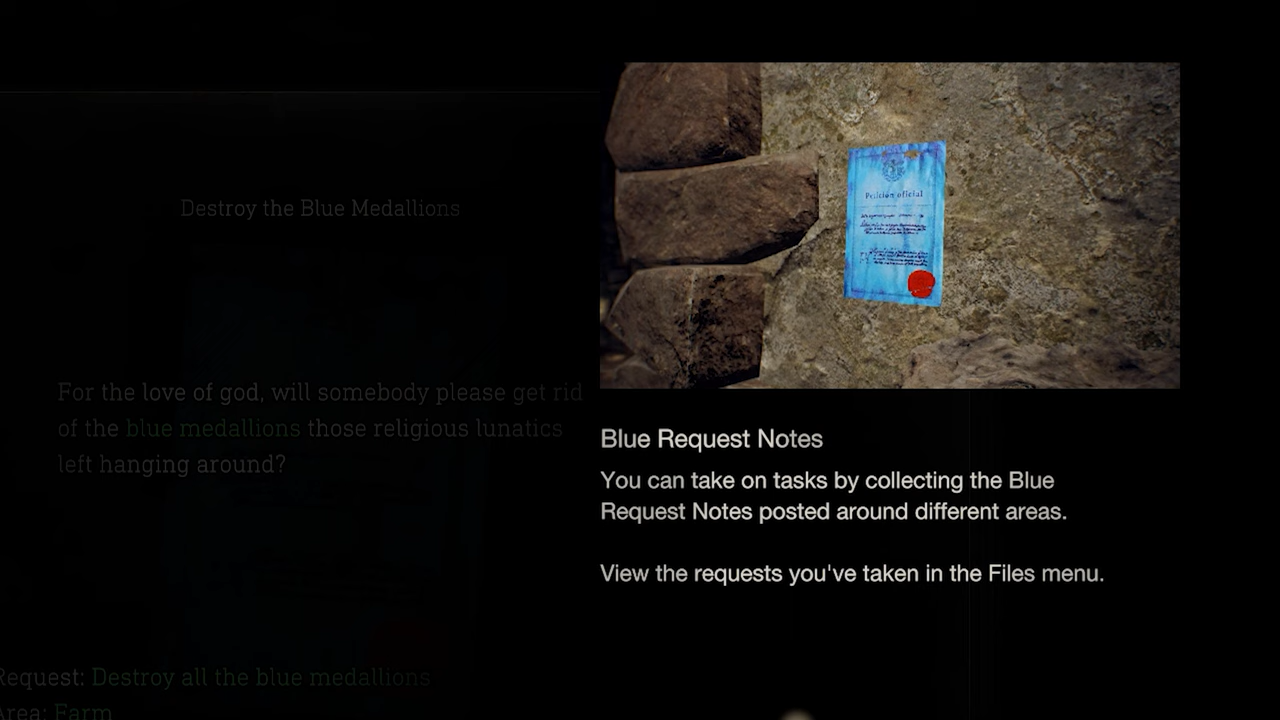 Destroy the Blue Medallions
For the love of god, will somebody please get rid
of the blue medallions those religious lunatics
left hanging around?
Request: Destroy all the blue medallions
Area: Farm
Petición oficial
Blue Request Notes
You can take on tasks by collecting the Blue
Request Notes posted around different areas.
View the requests you've taken in the Files menu.